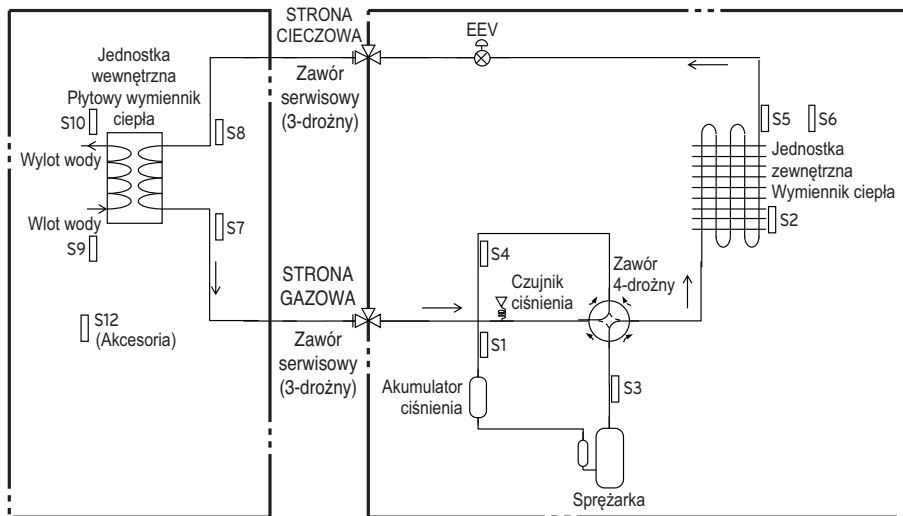 STRONA
CIECZOWA
EEV
Jednostka
wewnętrzna
Płytowy wymiennik
ciepła
S10
S8
Zawór
serwisowy
(3-drożny)
S5
S6
Wylot wody
Jednostka
zewnętrzna
Wymiennik ciepła
Wlot wody
S7
S2
S9
S4
STRONA
GAZOWA
Czujnik
ciśnienia
Zawór
4-drożny
S12
(Akcesoria)
Zawór
serwisowy
(3-drożny)
S1
Akumulator
ciśnienia
S3
Sprężarka